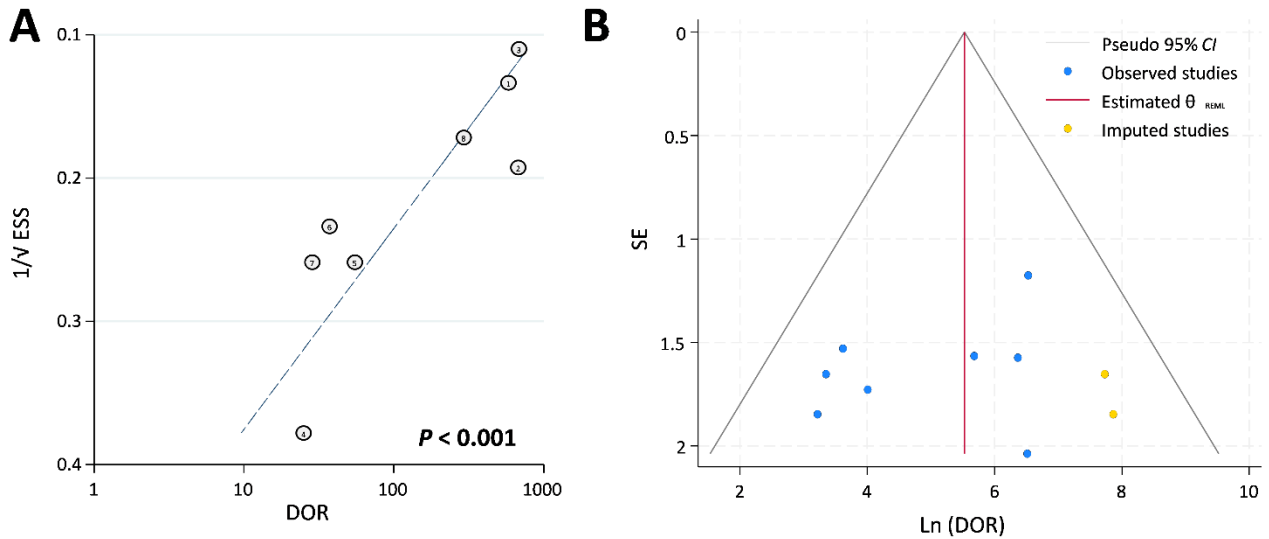 A
0.1
0.2
0.3
0.4
1/√ ESS
3
1
8
2
6
7
5
4
P < 0.001
1
10
100
1000
DOR
B
0
0.5
1
1.5
2
SE
Pseudo 95% CI
Observed studies
Estimated θ REML
Imputed studies
2
4
6
8
10
Ln (DOR)